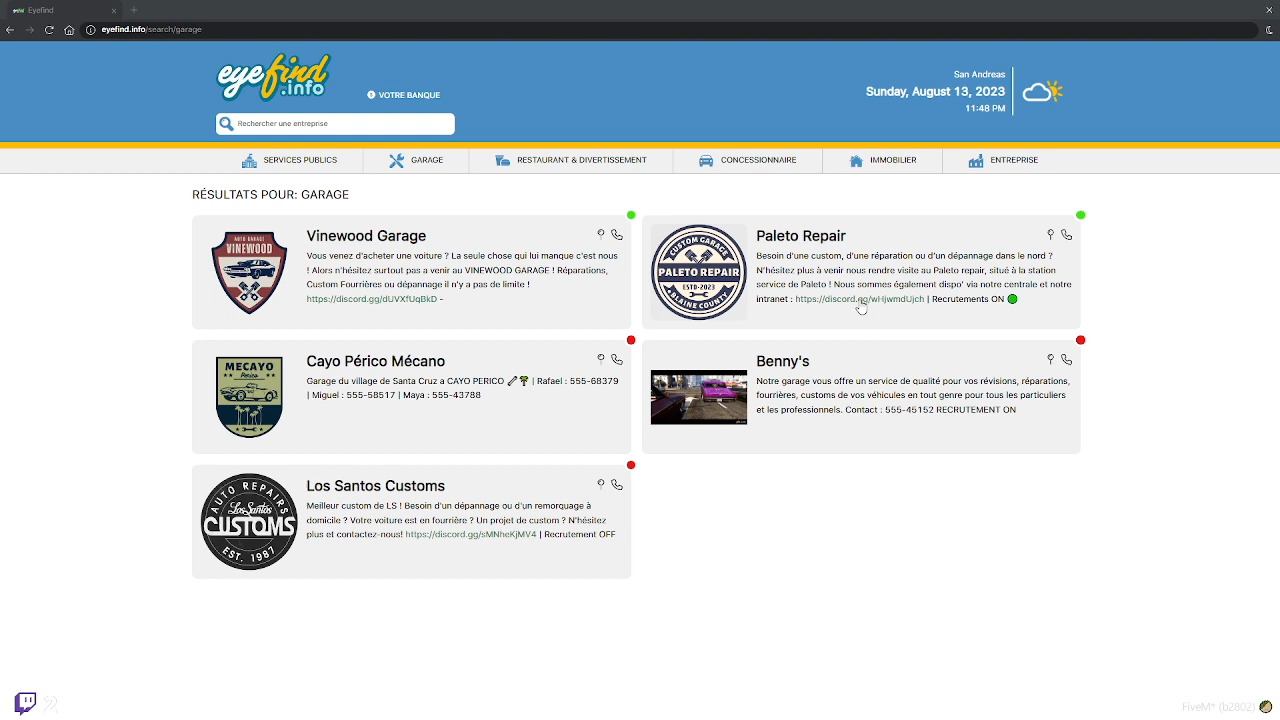 Eyefind
eyefind.info/search/garage
eyefind
.info
VOTRE BANQUE
San Andreas
Sunday, August 13, 2023
11:48 PM
Rechercher une entreprise
SERVICES PUBLICS
GARAGE
RESTAURANT & DIVERTISSEMENT
CONCESSIONNAIRE
IMMOBILIER
ENTREPRISE
RÉSULTATS POUR: GARAGE
AUTO GARAGE
VINEWOOD
Vinewood Garage
Vous venez d'acheter une voiture ? La seule chose qui lui manque c'est nous
! Alors n'hésitez surtout pas a venir au VINEWOOD GARAGE ! Réparations,
Custom Fourrières ou dépannage il n'y a pas de limite !
https://discord.gg/dUVXfUqBkD -
CUSTOM GARAGE
PALETO REPAIR
ESTD 2023
BLAINE COUNTY
Paleto Repair
Besoin d'une custom, d'une réparation ou d'un dépannage dans le nord ?
N'hésitez plus à venir nous rendre visite au Paleto repair, situé à la station
service de Paleto ! Nous sommes également dispo' via notre centrale et notre
intranet : https://discord.gg/wHjwmdUjch | Recrutements ON
MECAYO
Perico
Cayo Périco Mécano
Garage du village de Santa Cruz a CAYO PERICO | Rafael : 555-68379
| Miguel : 555-58517 | Maya : 555-43788
Benny's
Notre garage vous offre un service de qualité pour vos révisions, réparations,
fourrières, customs de vos véhicules en tout genre pour tous les particuliers
et les professionnels. Contact : 555-45152 RECRUTEMENT ON
AUTO REPAIRS
Los Santos
CUSTOMS
EST. 1987
Los Santos Customs
Meilleur custom de LS ! Besoin d'un dépannage ou d'un remorquage à
domicile ? Votre voiture est en fourrière ? Un projet de custom ? N'hésitez
plus et contactez-nous! https://discord.gg/sMNheKjMV4 | Recrutement OFF
FiveM* (b2802)